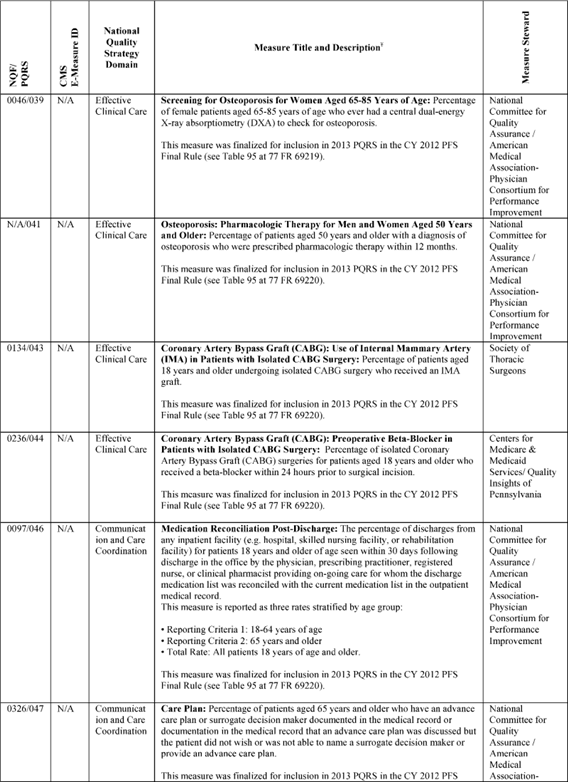 NQF/
PQRS
CMS
E-Measure ID
National
Quality
Strategy
Domain
Measure Title and Description¥
Measure Steward
0046/039
N/A
Effective
Clinical Care
Screening for Osteoporosis for Women Aged 65-85 Years of Age: Percentage
of female patients aged 65-85 years of age who ever had a central dual-energy
X-ray absorptiometry (DXA) to check for osteoporosis.
This measure was finalized for inclusion in 2013 PQRS in the CY 2012 PFS
Final Rule (see Table 95 at 77 FR 69219).
National
Committee for
Quality
Assurance /
American
Medical
Association-
Physician
Consortium for
Performance
Improvement
N/A/041
N/A
Effective
Clinical Care
Osteoporosis: Pharmacologic Therapy for Men and Women Aged 50 Years
and Older: Percentage of patients aged 50 years and older with a diagnosis of
osteoporosis who were prescribed pharmacologic therapy within 12 months.
This measure was finalized for inclusion in 2013 PQRS in the CY 2012 PFS
Final Rule (see Table 95 at 77 FR 69220).
National
Committee for
Quality
Assurance /
American
Medical
Association-
Physician
Consortium for
Performance
Improvement
0134/043
N/A
Effective
Clinical Care
Coronary Artery Bypass Graft (CABG): Use of Internal Mammary Artery
(IMA) in Patients with Isolated CABG Surgery: Percentage of patients aged
18 years and older undergoing isolated CABG surgery who received an IMA
graft.
This measure was finalized for inclusion in 2013 PQRS in the CY 2012 PFS
Final Rule (see Table 95 at 77 FR 69220).
Society of
Thoracic
Surgeons
0236/044
N/A
Effective
Clinical Care
Coronary Artery Bypass Graft (CABG): Preoperative Beta-Blocker in
Patients with Isolated CABG Surgery: Percentage of isolated Coronary
Artery Bypass Graft (CABG) surgeries for patients aged 18 years and older who
received a beta-blocker within 24 hours prior to surgical incision.
This measure was finalized for inclusion in 2013 PQRS in the CY 2012 PFS
Final Rule (see Table 95 at 77 FR 69220).
Centers for
Medicare &
Medicaid
Services/ Quality
Insights of
Pennsylvania
0097/046
N/A
Communicat
ion and Care
Coordination
Medication Reconciliation Post-Discharge: The percentage of discharges from
any inpatient facility (e.g. hospital, skilled nursing facility, or rehabilitation
facility) for patients 18 years and older of age seen within 30 days following
discharge in the office by the physician, prescribing practitioner, registered
nurse, or clinical pharmacist providing on-going care for whom the discharge
medication list was reconciled with the current medication list in the outpatient
medical record.
This measure is reported as three rates stratified by age group:
• Reporting Criteria 1: 18-64 years of age
• Reporting Criteria 2: 65 years and older
• Total Rate: All patients 18 years of age and older.
This measure was finalized for inclusion in 2013 PQRS in the CY 2012 PFS
Final Rule (see Table 95 at 77 FR 69220).
National
Committee for
Quality
Assurance /
American
Medical
Association-
Physician
Consortium for
Performance
Improvement
0326/047
N/A
Communicat
ion and Care
Coordination
Care Plan: Percentage of patients aged 65 years and older who have an advance
care plan or surrogate decision maker documented in the medical record or
documentation in the medical record that an advance care plan was discussed but
the patient did not wish or was not able to name a surrogate decision maker or
provide an advance care plan.
This measure was finalized for inclusion in 2013 PQRS in the CY 2012 PFS
National
Committee for
Quality
Assurance /
American
Medical
Association-